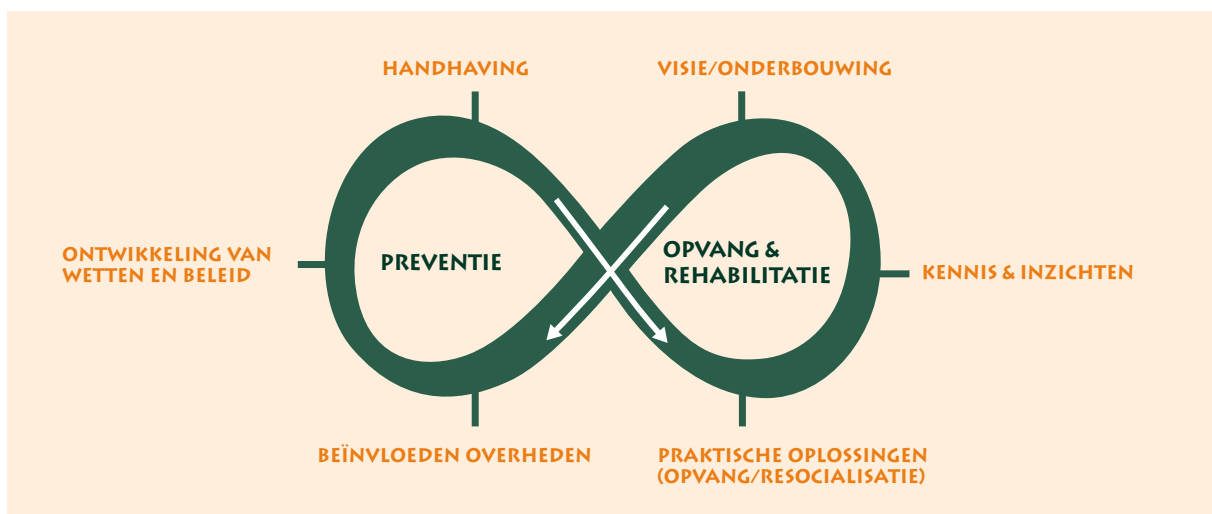 HANDHAVING
VISIE/ONDERBOUWING
ONTWIKKELING VAN
WETTEN EN BELEID
PREVENTIE
OPVANG &
REHABILITATIE
KENNIS & INZICHTEN
BEÏNVLOEDEN OVERHEDEN
PRAKTISCHE OPLOSSINGEN
(OPVANG/RESOCIALISATIE)